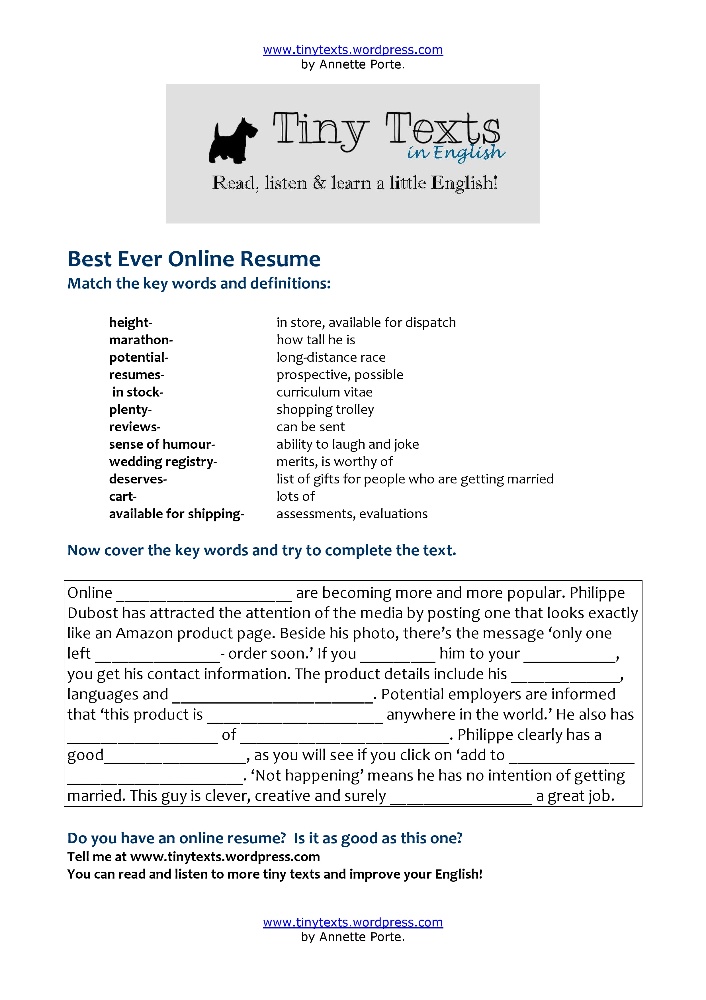 www.tinytexts.wordpress.com
by Annette Porte.
Tiny Texts
in English
Read, listen & learn a little English!
Best Ever Online Resume
Match the key words and definitions:
height- in store, available for dispatch
marathon- how tall he is
potential- long-distance race
resumes- prospective, possible
in stock- curriculum vitae
plenty- shopping trolley
reviews- can be sent
sense of humour- ability to laugh and joke
wedding registry- merits, is worthy of
deserves- list of gifts for people who are getting married
cart- lots of
available for shipping- assessments, evaluations
Now cover the key words and try to complete the text.
Online _____________________ are becoming more and more popular. Philippe
Dubost has attracted the attention of the media by posting one that looks exactly
like an Amazon product page. Beside his photo, there's the message 'only one
left _______________- order soon.' If you _________ him to your ___________,
you get his contact information. The product details include his _____________,
languages and ________________________. Potential employers are informed
that 'this product is _____________________ anywhere in the world.' He also has
__________________ of _________________________. Philippe clearly has a
good_________________, as you will see if you click on 'add to _______________
_____________________. 'Not happening' means he has no intention of getting
married. This guy is clever, creative and surely _________________ a great job.
Do you have an online resume? Is it as good as this one?
Tell me at www.tinytexts.wordpress.com
You can read and listen to more tiny texts and improve your English!
www.tinytexts.wordpress.com
by Annette Porte.